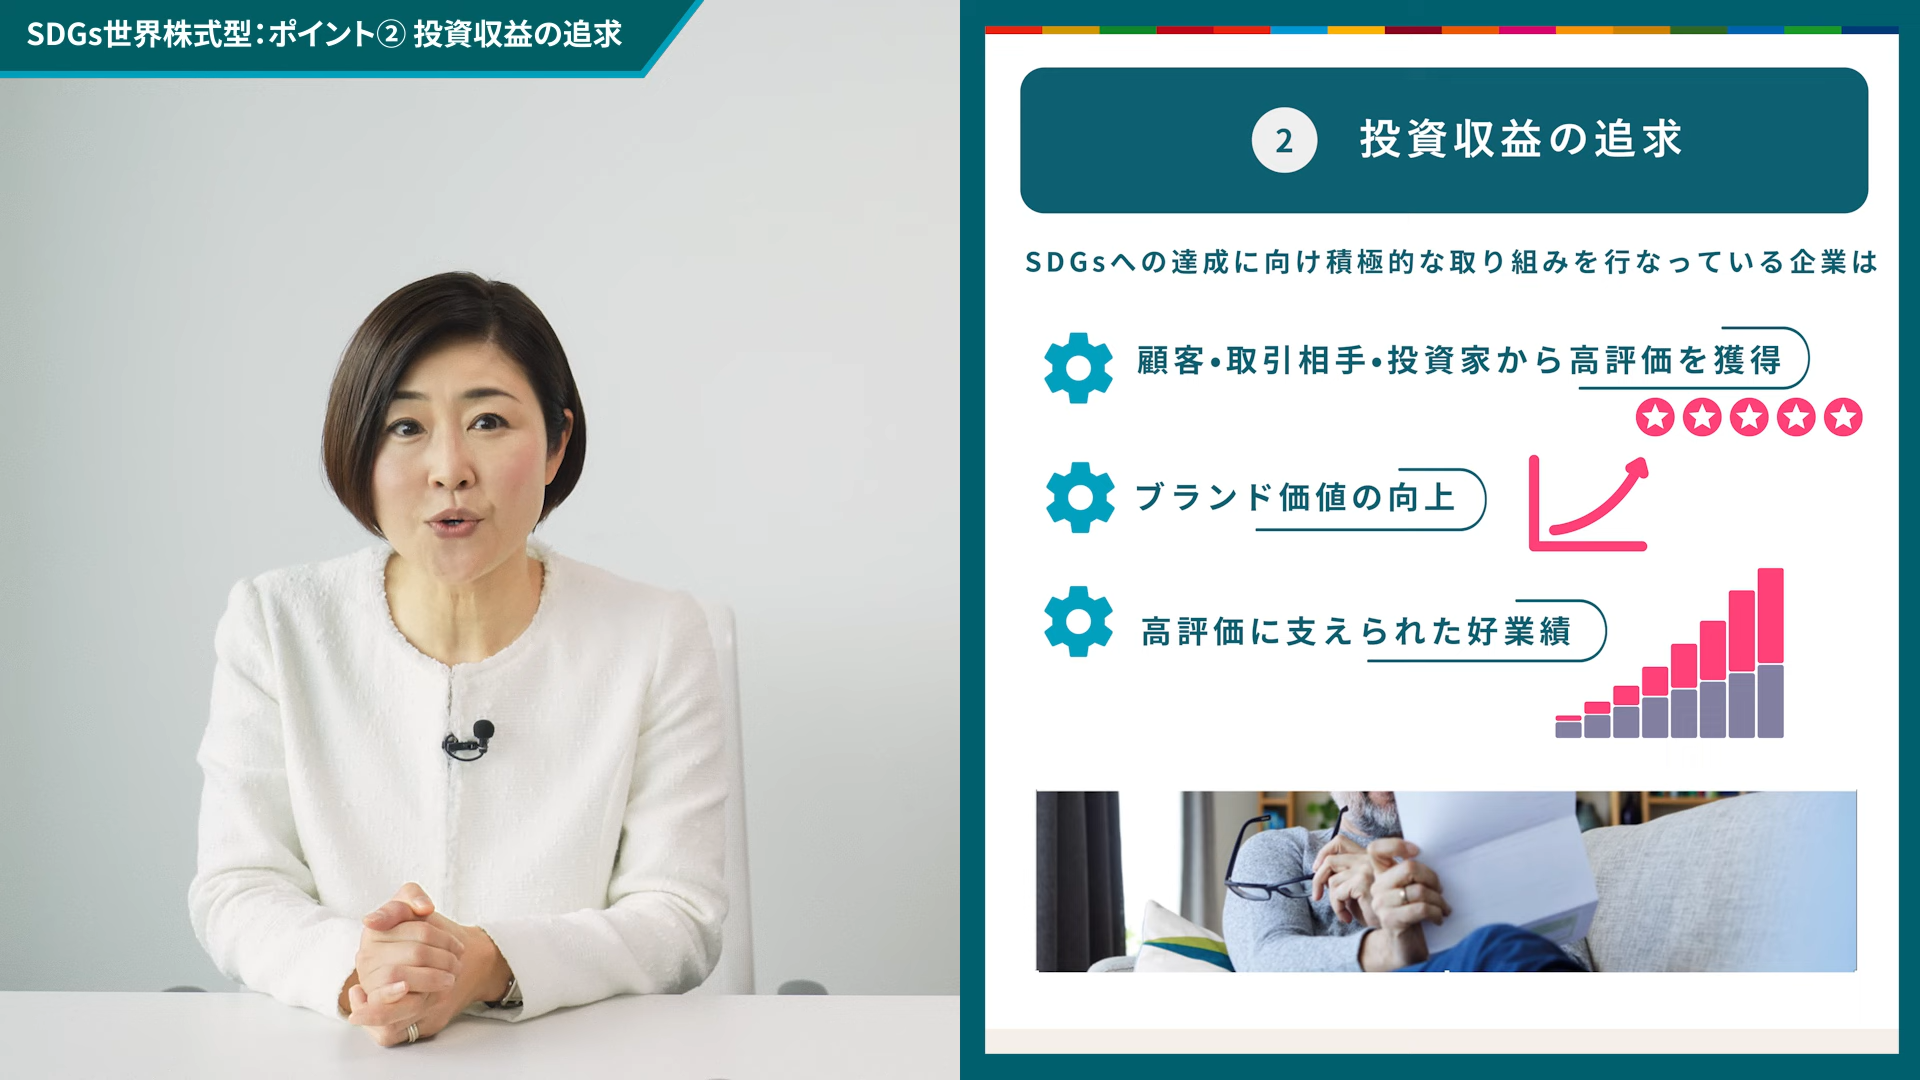 SDGs世界株式型：ポイント② 投資収益の追求
2 投資収益の追求
SDGsへの達成に向け積極的な取り組みを行なっている企業は
顧客・取引相手・投資家から高評価を獲得
ブランド価値の向上
高評価に支えられた好業績